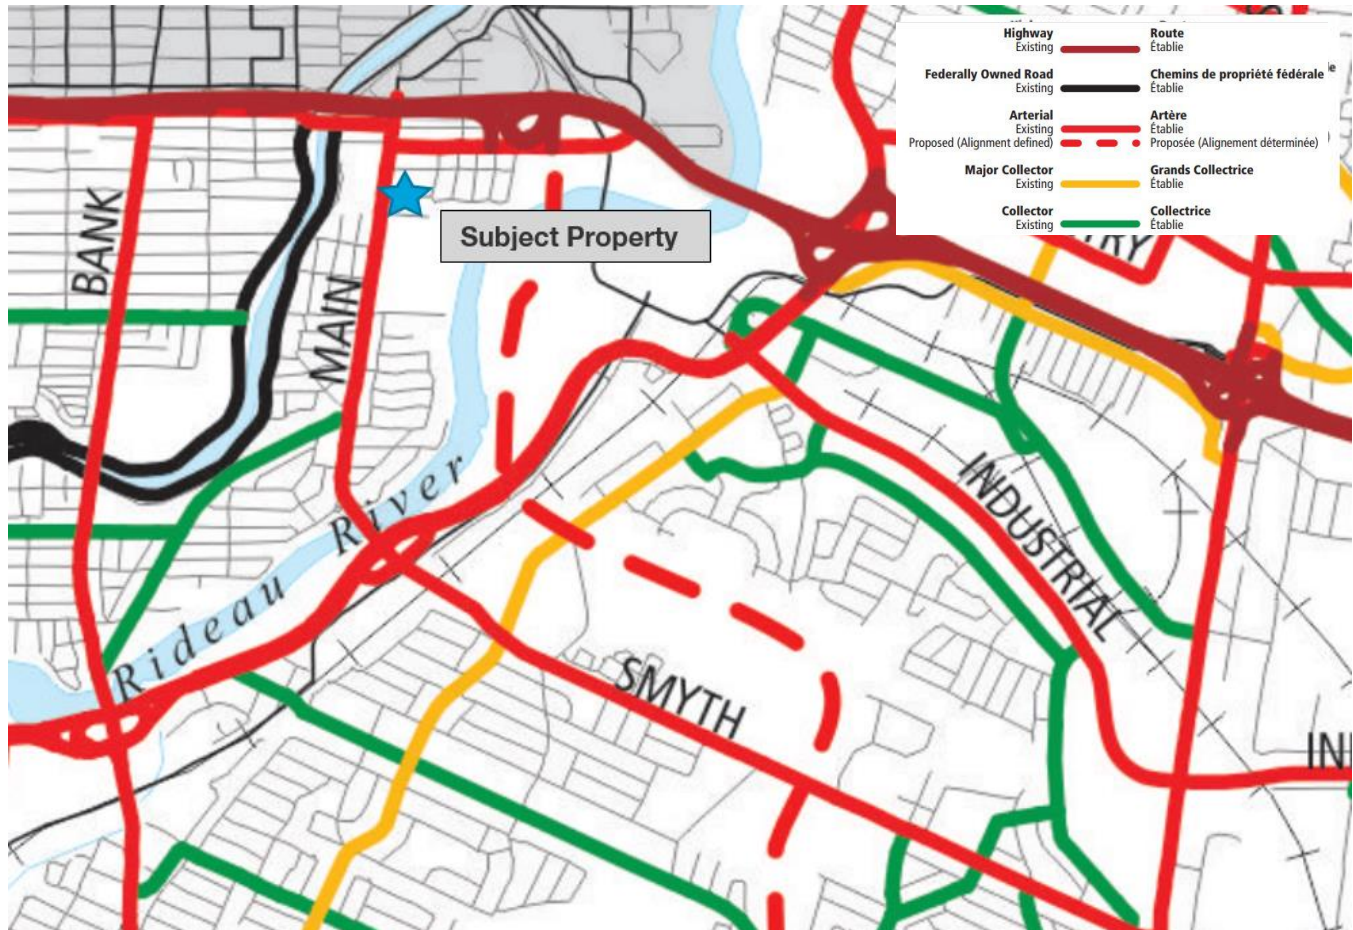 Highway Route
Existing Établie
Federally Owned Road Chemins de propriété fédérale
Existing Établie
Arterial Artère
Existing Établie
Proposed (Alignment defined) Proposée (Alignement déterminée)
Major Collector Grands Collectrice
Existing Établie
Collector Collectrice
Existing Établie
Subject Property
BANK
MAIN
TRY
Rideau River
INDUSTRIAL
SMYTH